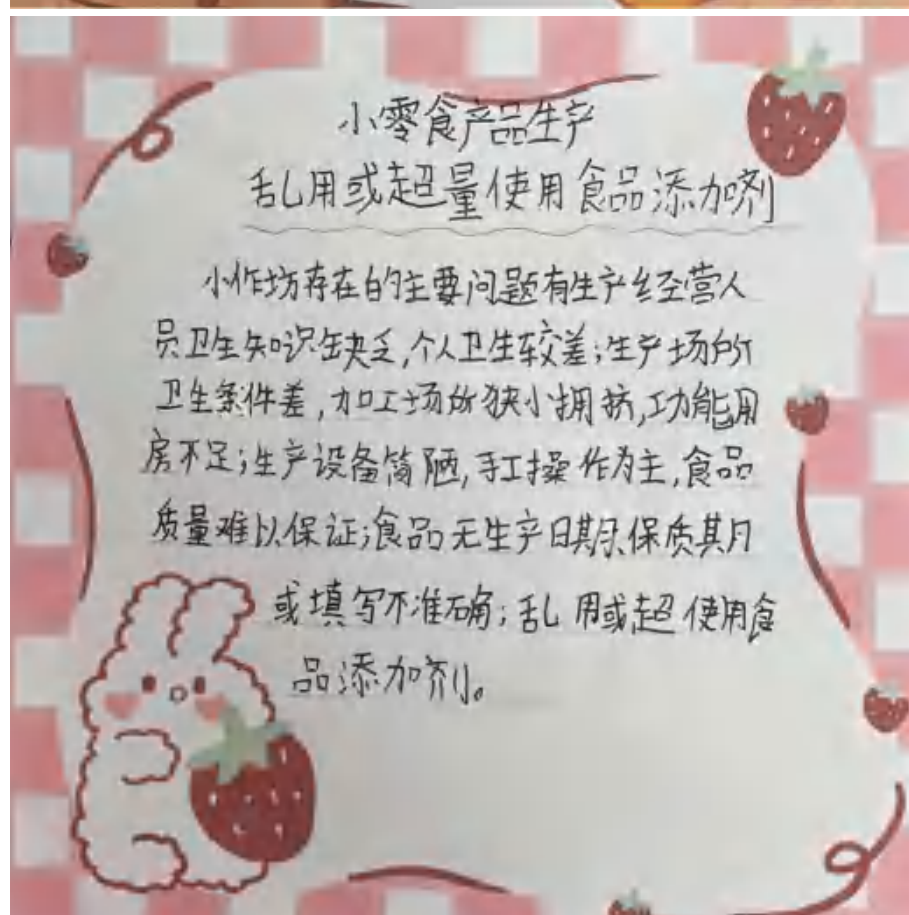 小零食产品生产
乱用或超量使用食品添加剂
小作坊存在的主要问题有生产经营人
员卫生知识缺乏,个人卫生较差;生产场所
卫生条件差,加工场所狭小拥挤,功能用
房不足;生产设备简陋,手工操作为主,食品
质量难以保证;食品无生产日期、保质期
或填写不准确;乱用或超使用食
品添加剂。